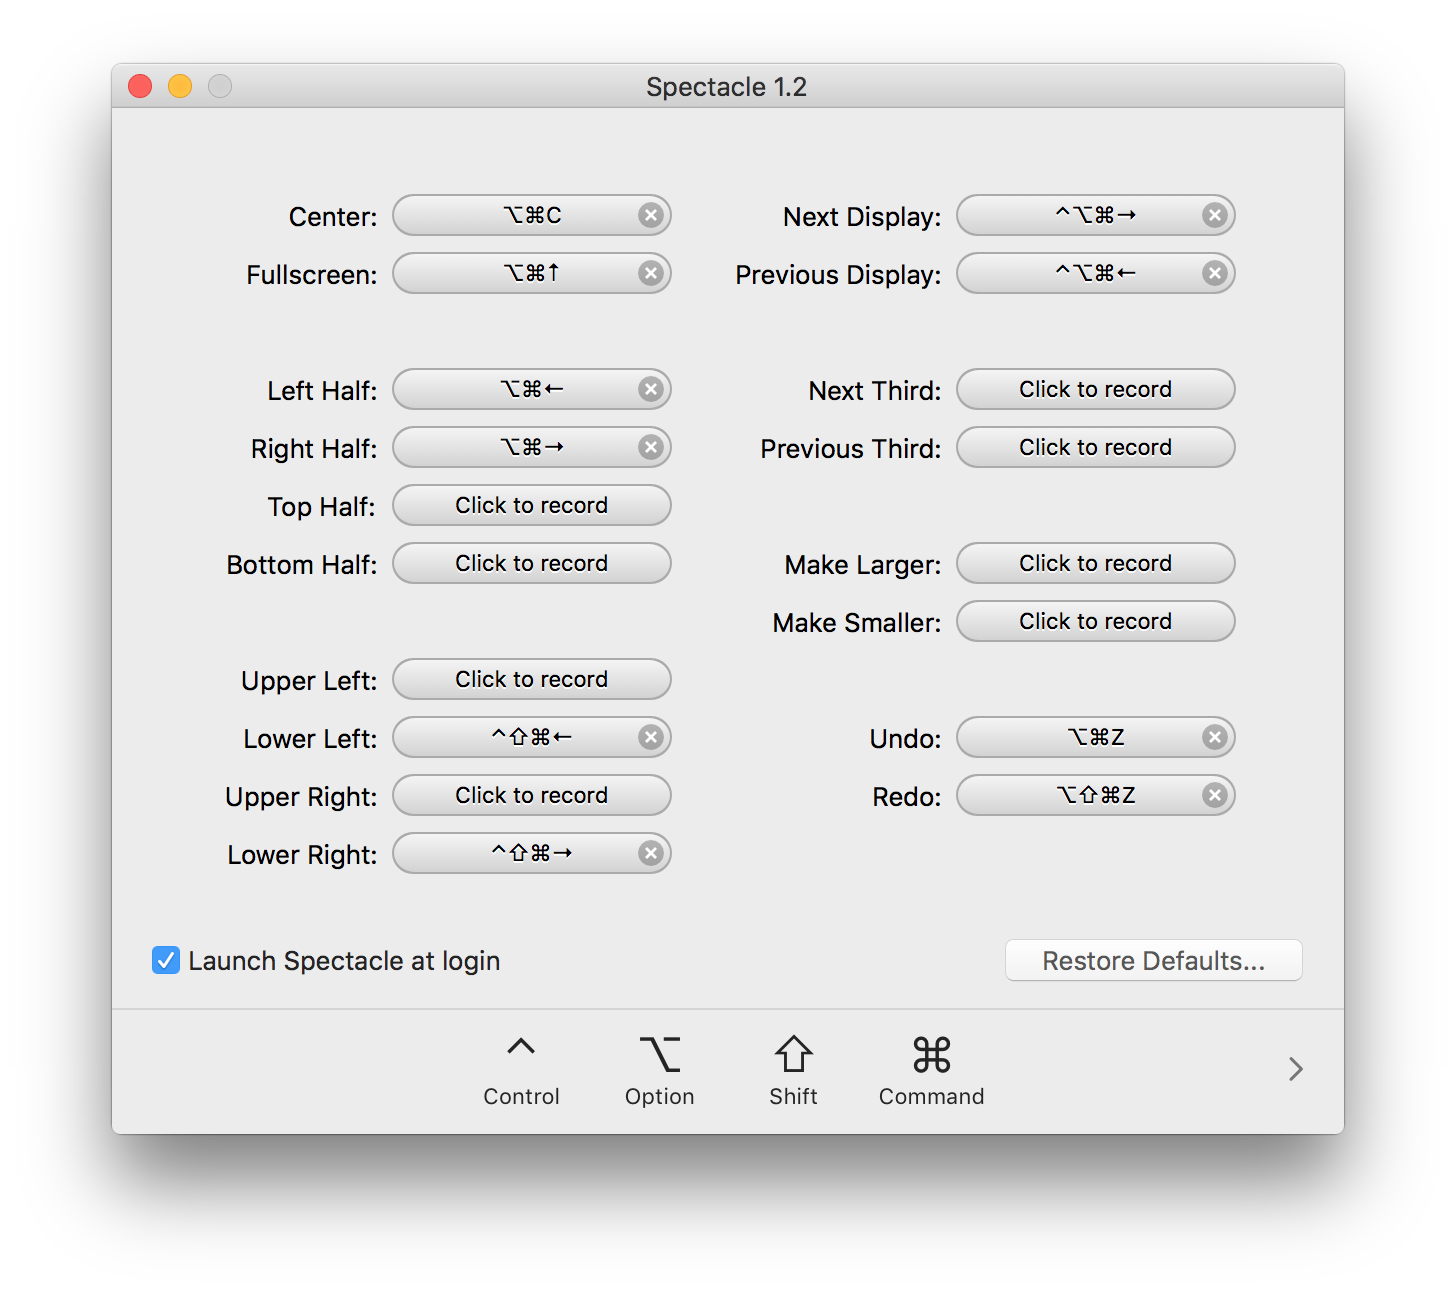 Spectacle 1.2
Center: ⌥⌘C
Fullscreen: ⌥⌘↑
Left Half: ⌥⌘←
Right Half: ⌥⌘→
Top Half: Click to record
Bottom Half: Click to record
Upper Left: Click to record
Lower Left: ^⇧⌘←
Upper Right: Click to record
Lower Right: ^⇧⌘→
Next Display: ^⌥⌘→
Previous Display: ^⌥⌘←
Next Third: Click to record
Previous Third: Click to record
Make Larger: Click to record
Make Smaller: Click to record
Undo: ⌥⌘Z
Redo: ⌥⇧⌘Z
Launch Spectacle at login
Restore Defaults...
^ ⌥ ⇧ ⌘
Control Option Shift Command